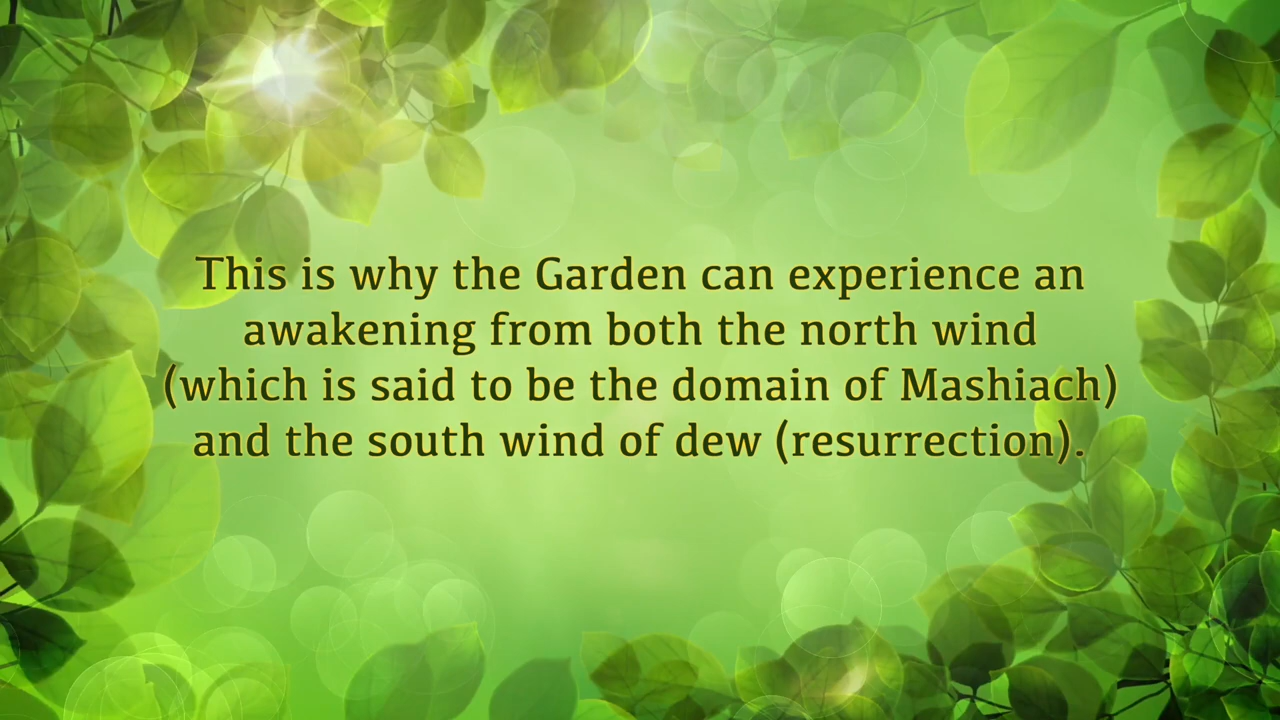 This is why the Garden can experience an
awakening from both the north wind
(which is said to be the domain of Mashiach)
and the south wind of dew (resurrection).